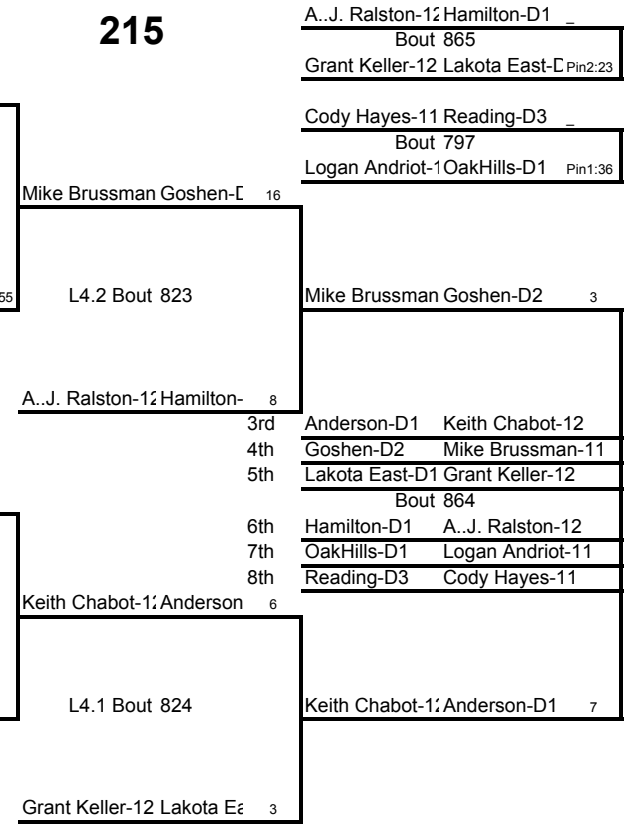 215
A..J. Ralston-12 Hamilton-D1 _
Bout 865
Grant Keller-12 Lakota East-D Pin2:23
Cody Hayes-11 Reading-D3 _
Bout 797
Logan Andriot-1 OakHills-D1 Pin1:36
Mike Brussman Goshen-D 16
55 L4.2 Bout 823 Mike Brussman Goshen-D2 3
A..J. Ralston-12 Hamilton- 8
3rd Anderson-D1 Keith Chabot-12
4th Goshen-D2 Mike Brussman-11
5th Lakota East-D1 Grant Keller-12
Bout 864
6th Hamilton-D1 A..J. Ralston-12
7th OakHills-D1 Logan Andriot-11
8th Reading-D3 Cody Hayes-11
Keith Chabot-12 Anderson 6
L4.1 Bout 824 Keith Chabot-12 Anderson-D1 7
Grant Keller-12 Lakota Ea 3